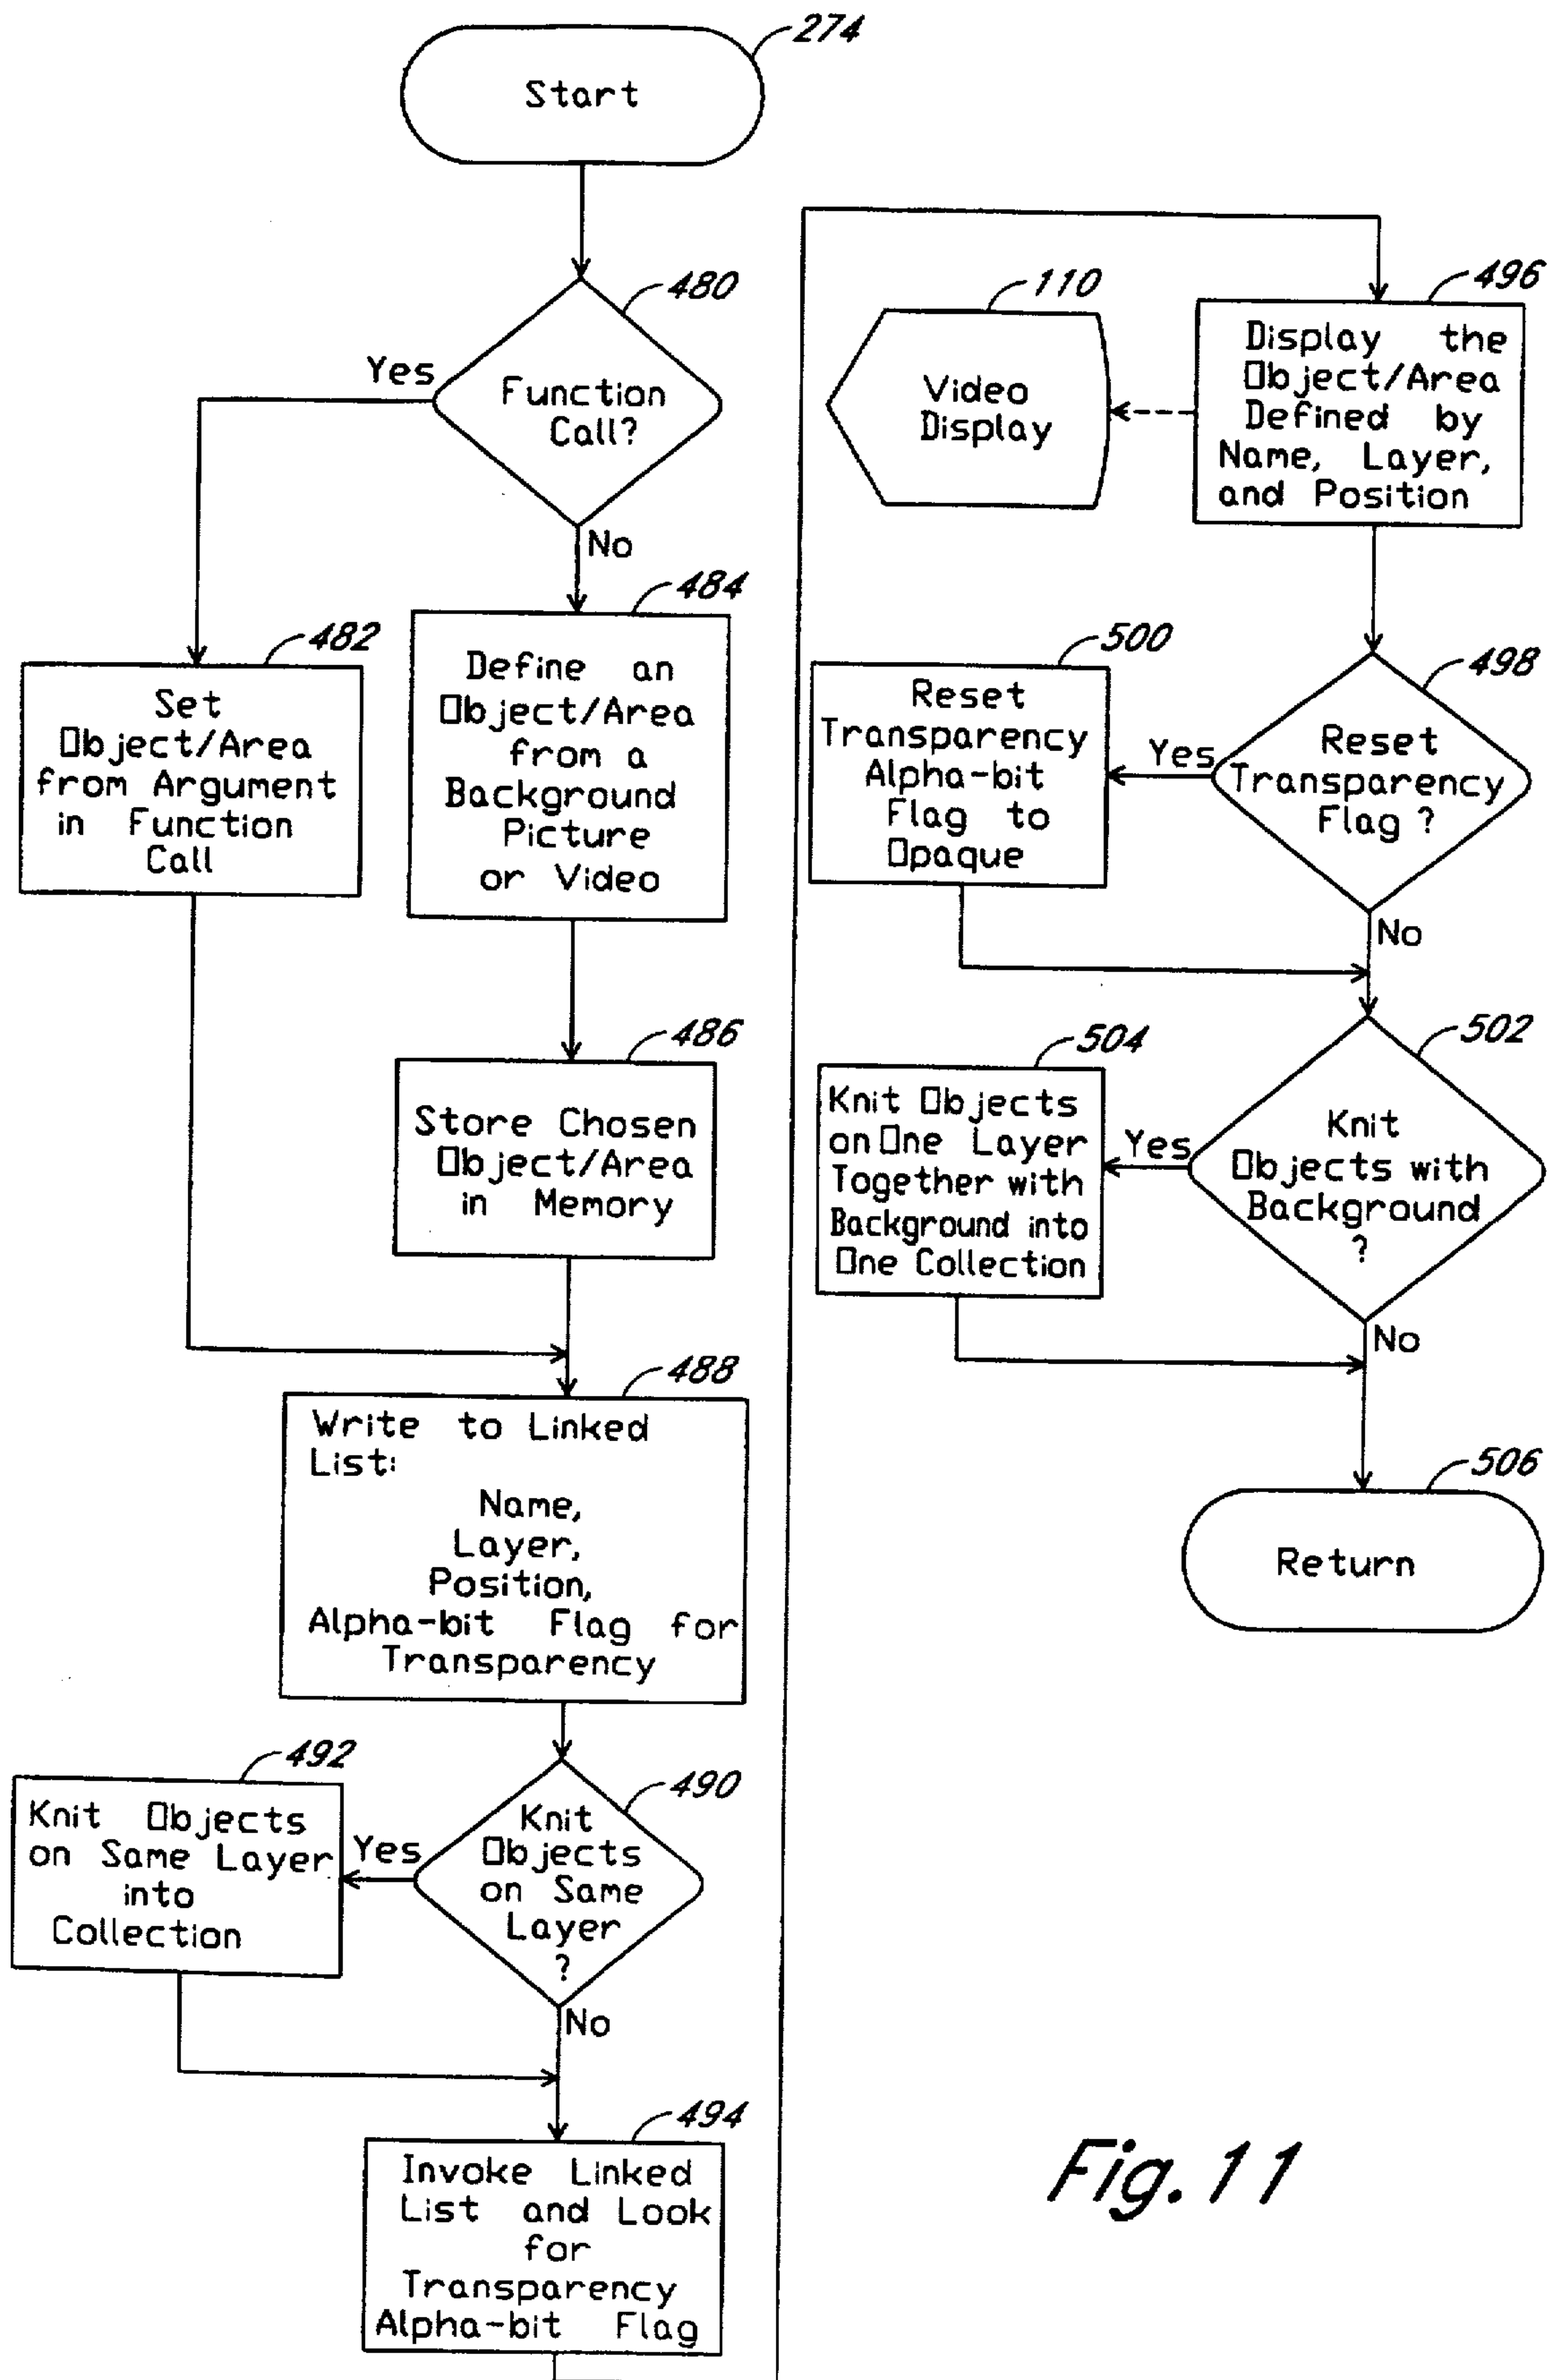 274
Start
480
Yes
Function
Call?
No
484
482
Set
Object/Area
from Argument
in Function
Call
Define an
Object/Area
from a
Background
Picture
or Video
486
Store Chosen
Object/Area
in Memory
488
Write to Linked
List:
Name,
Layer,
Position,
Alpha-bit Flag for
Transparency
492
490
Knit Objects
on Same Layer
into
Collection
Yes
Knit
Objects
on Same
Layer
?
No
494
Invoke Linked
List and Look
for
Transparency
Alpha-bit Flag
110
Video
Display
496
Display the
Object/Area
Defined by
Name, Layer,
and Position
500
498
Reset
Transparency
Alpha-bit
Flag to
Opaque
Yes
Reset
Transparency
Flag ?
No
504
502
Knit Objects
on One Layer
Together with
Background into
One Collection
Yes
Knit
Objects with
Background
?
No
506
Return
Fig. 11